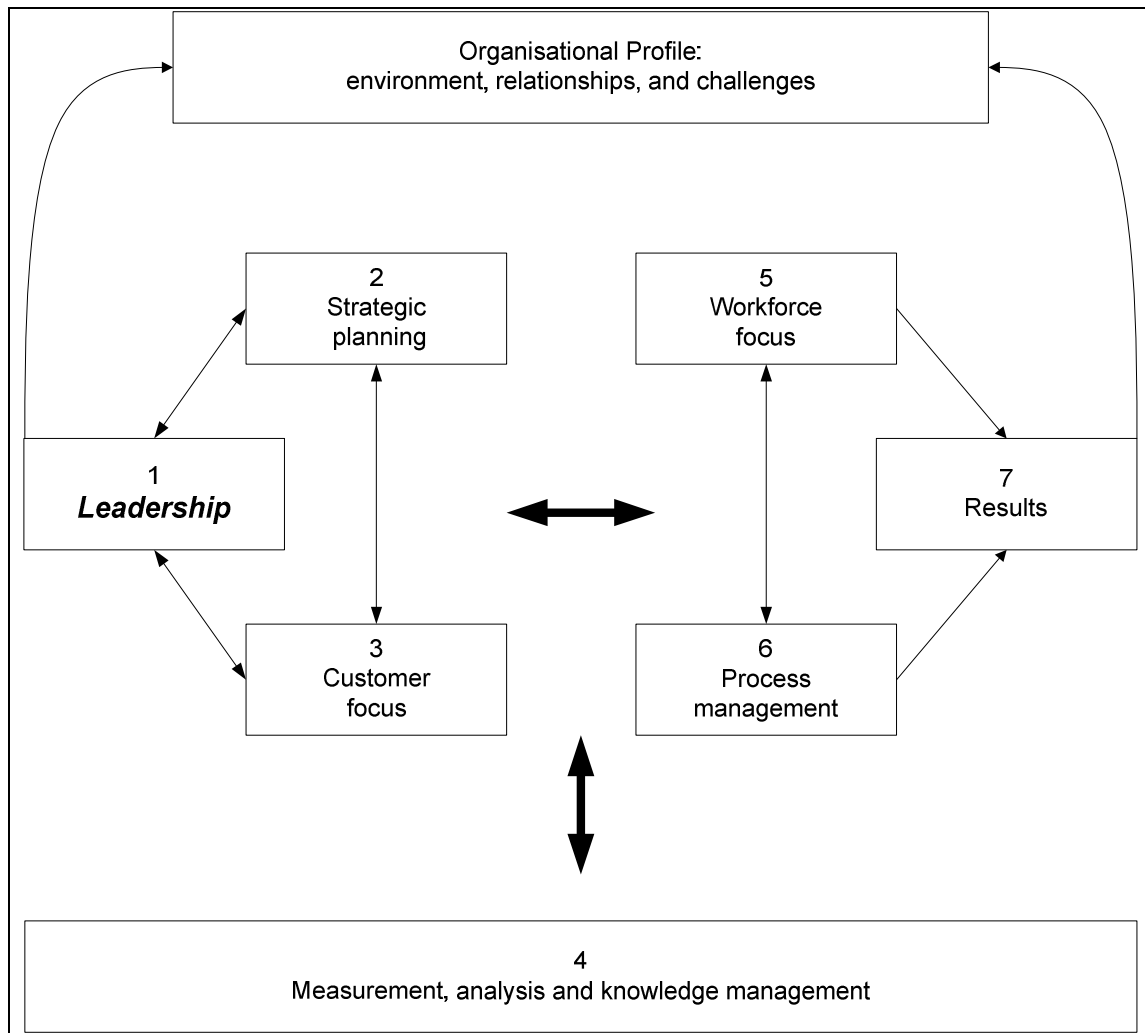 Organisational Profile:
environment, relationships, and challenges
2
Strategic
planning
5
Workforce
focus
1
Leadership
7
Results
3
Customer
focus
6
Process
management
4
Measurement, analysis and knowledge management